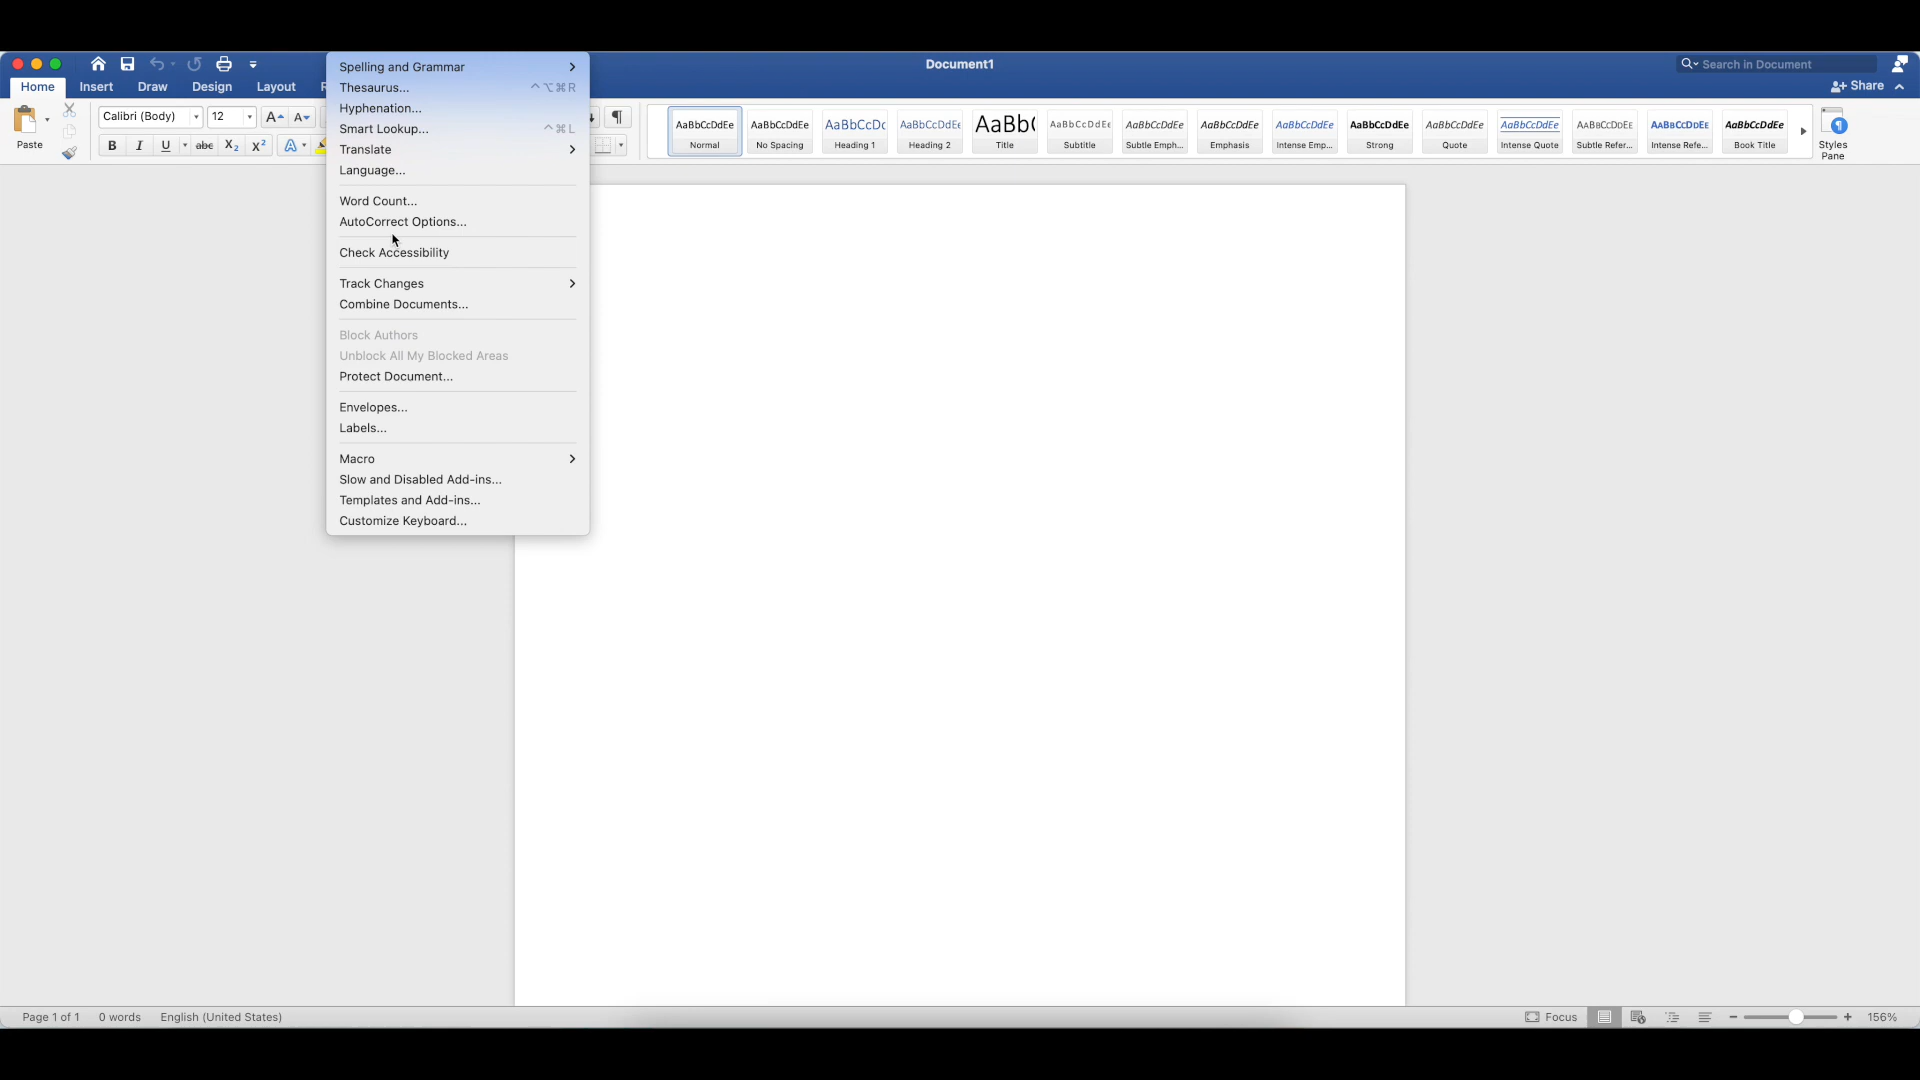 Document1
Search in Document
Home Insert Draw Design Layout
Share
Calibri (Body) 12
Paste
B I U abc X2 X2 A
AaBbCcDdEe AaBbCcDdEe AaBbCcDc AaBbCcDdEe AaBb( AaBbCcDdEe AaBbCcDdEe AaBbCcDdEe AaBbCcDdEe AaBbCcDdEe AaBbCcDdEe AaBbCcDdEe AABBCCDDEE AABBCCDDEE AaBbCcDdEe
Normal No Spacing Heading 1 Heading 2 Title Subtitle Subtle Emph... Emphasis Intense Emp... Strong Quote Intense Quote Subtle Refer... Intense Refe... Book Title
Styles
Pane
Spelling and Grammar
Thesaurus... ⌃⌥⌘R
Hyphenation...
Smart Lookup... ⌃⌘L
Translate
Language...
Word Count...
AutoCorrect Options...
Check Accessibility
Track Changes
Combine Documents...
Block Authors
Unblock All My Blocked Areas
Protect Document...
Envelopes...
Labels...
Macro
Slow and Disabled Add-ins...
Templates and Add-ins...
Customize Keyboard...
Page 1 of 1 0 words English (United States)
Focus 156%